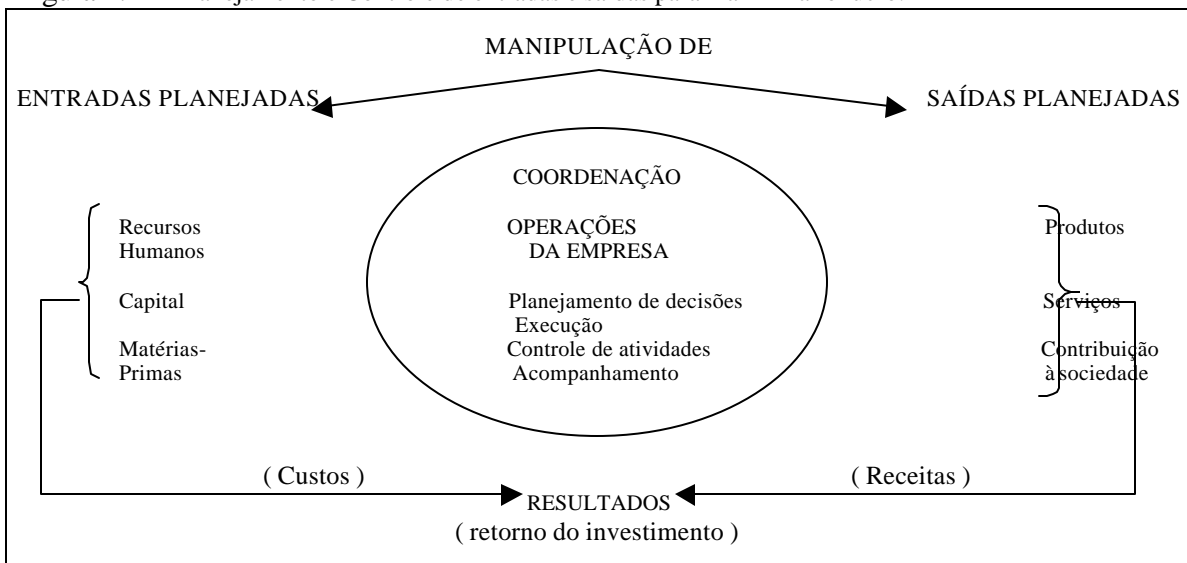 MANIPULAÇÃO DE
ENTRADAS PLANEJADAS
SAÍDAS PLANEJADAS
COORDENAÇÃO
Recursos
Humanos
OPERAÇÕES
DA EMPRESA
Produtos
Capital
Planejamento de decisões
Execução
Serviços
Matérias-
Primas
Controle de atividades
Acompanhamento
Contribuição
à sociedade
( Custos )
( Receitas )
RESULTADOS
( retorno do investimento )